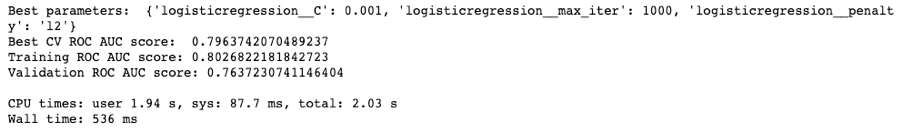 Best parameters:  {'logisticregression__C': 0.001, 'logisticregression__max_iter': 1000, 'logisticregression__penalt
y': 'l2'}
Best CV ROC AUC score:  0.7963742070489237
Training ROC AUC score: 0.8026822181842723
Validation ROC AUC score: 0.7637230741146404
CPU times: user 1.94 s, sys: 87.7 ms, total: 2.03 s
Wall time: 536 ms